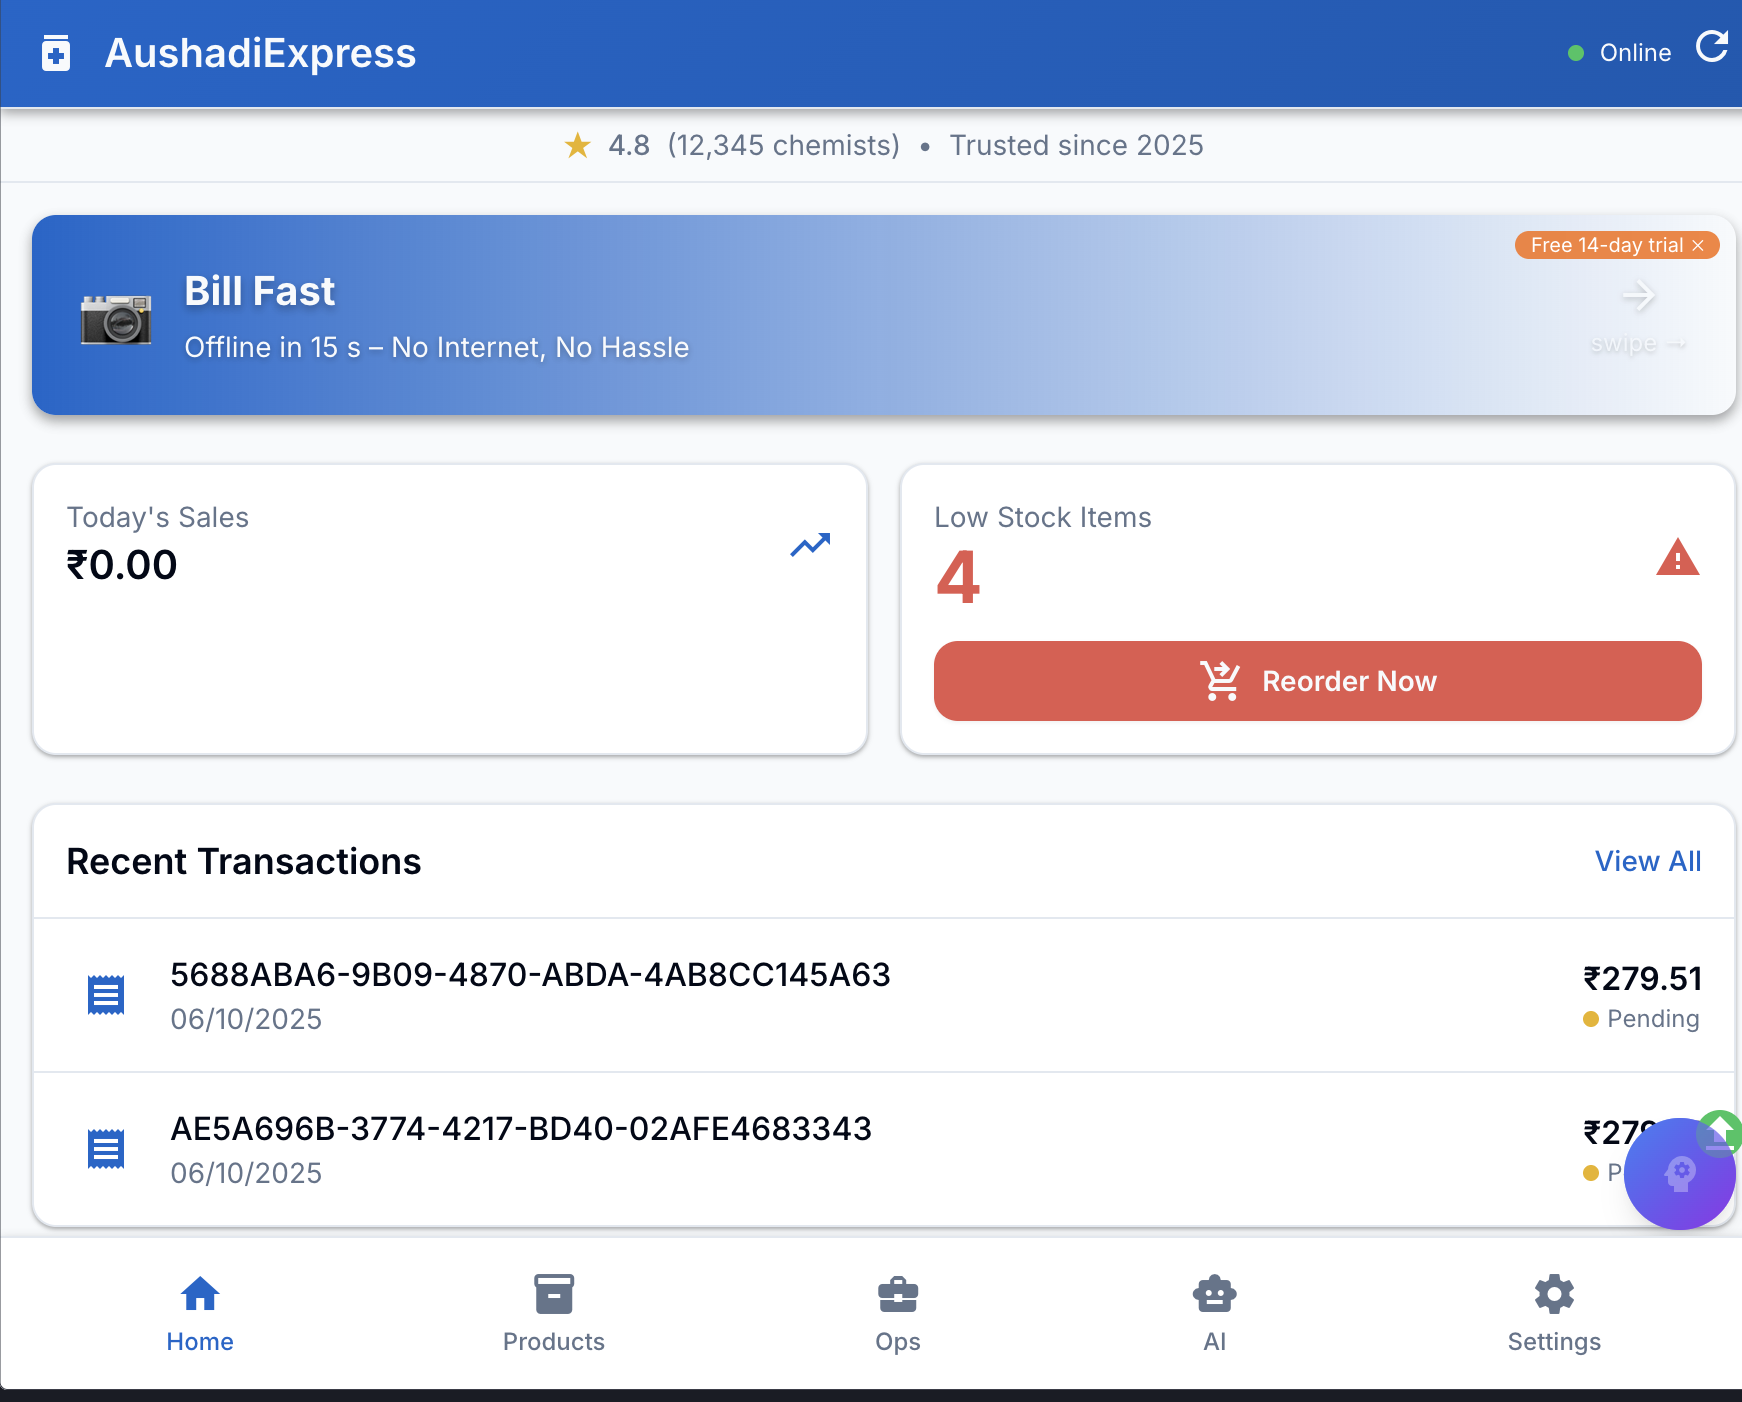 AushadiExpress
Online
4.8 (12,345 chemists) • Trusted since 2025
Free 14-day trial ×
Bill Fast
Offline in 15 s – No Internet, No Hassle
swipe →
Today's Sales
₹0.00
Low Stock Items
4
Reorder Now
Recent Transactions
View All
5688ABA6-9B09-4870-ABDA-4AB8CC145A63
₹279.51
06/10/2025
Pending
AE5A696B-3774-4217-BD40-02AFE4683343
06/10/2025
Home
Products
Ops
AI
Settings